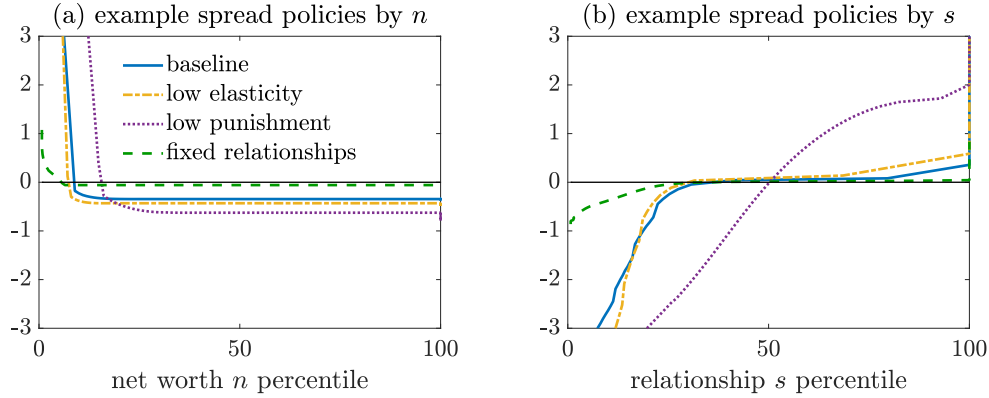 (a) example spread policies by n
3
2
1
0
-1
-2
-3
baseline
low elasticity
low punishment
fixed relationships
0 50 100
net worth n percentile
(b) example spread policies by s
3
2
1
0
-1
-2
-3
0 50 100
relationship s percentile